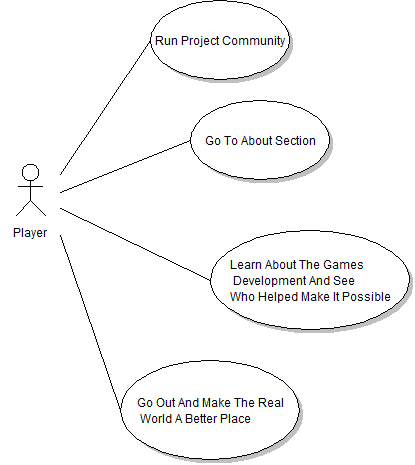 Run Project Community
Go To About Section
Player
Learn About The Games
Development And See
Who Helped Make It Possible
Go Out And Make The Real
World A Better Place